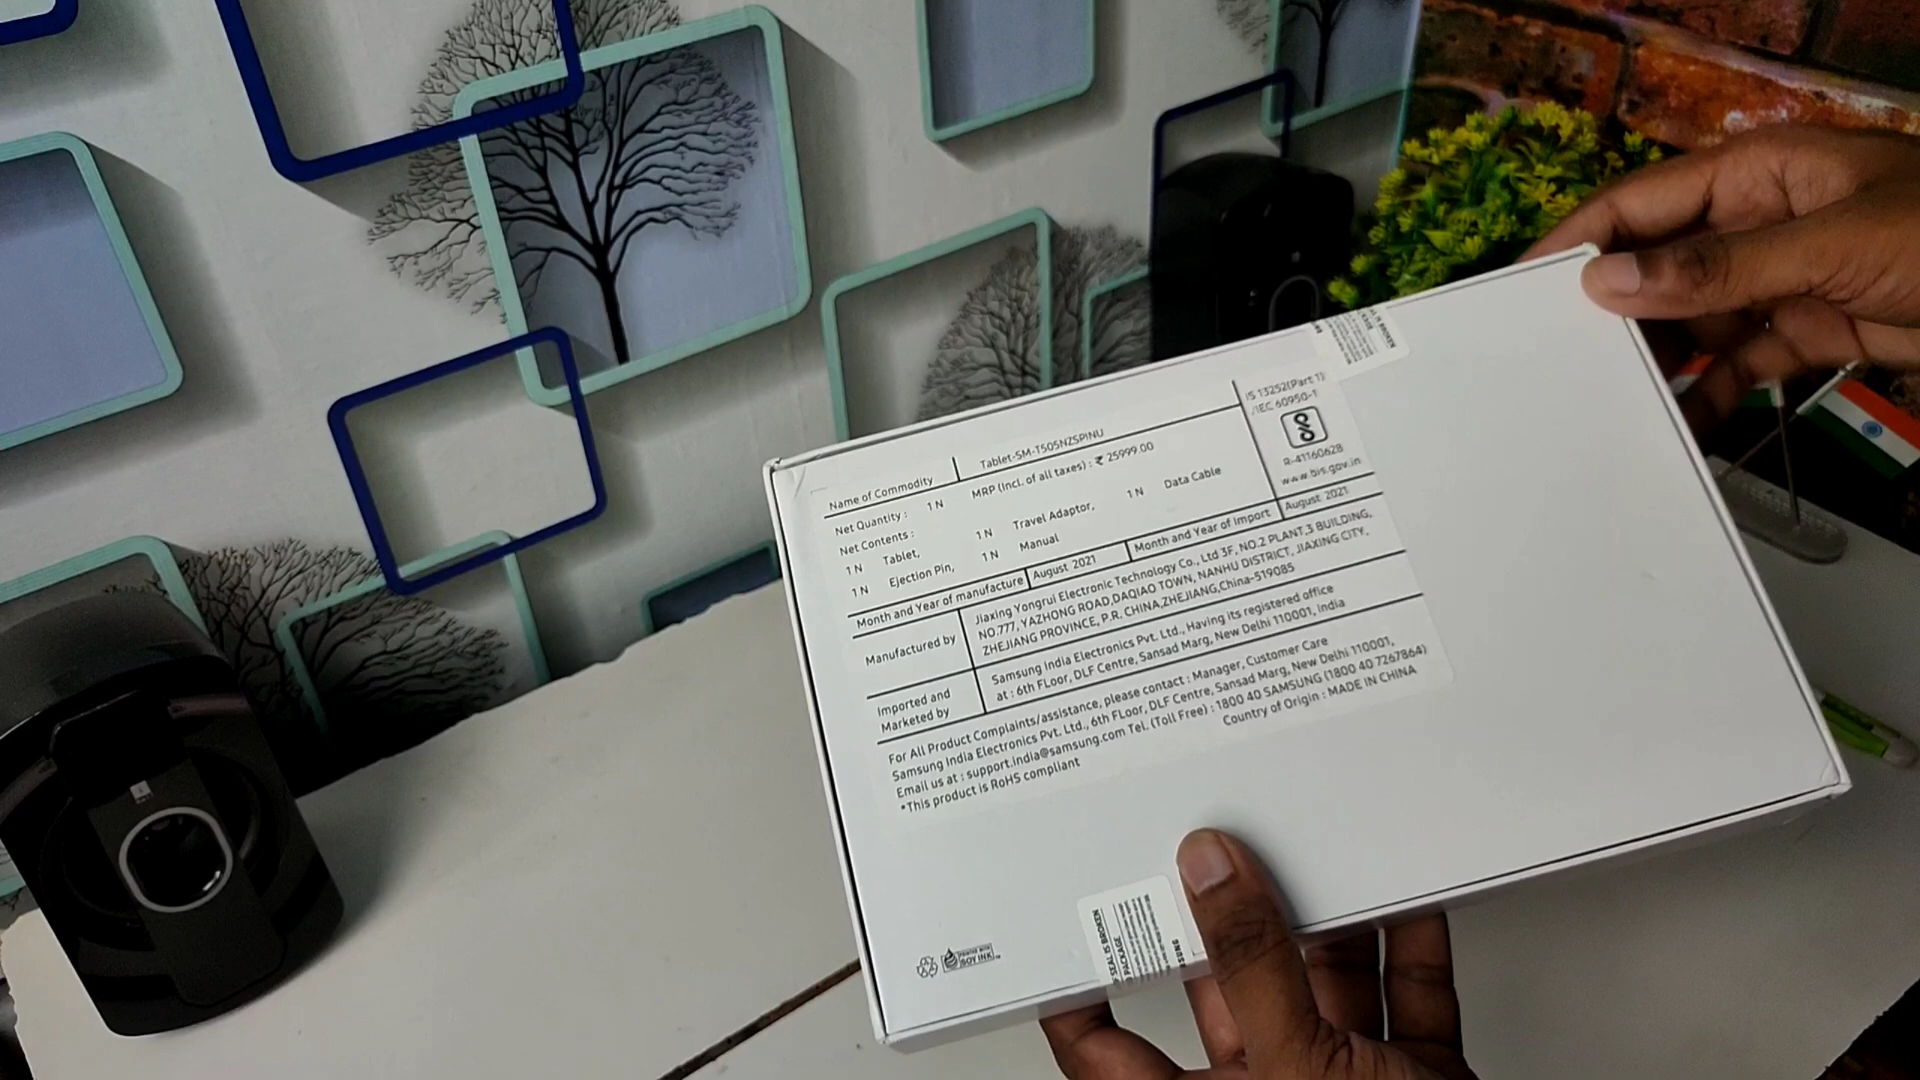 IS 13252(Part 1)
/IEC 60950-1
R-41160628
www.bis.gov.in
Name of Commodity Tablet-SM-T505NZSPINU
Net Quantity : 1 N MRP (Incl. of all taxes) : ₹ 25999.00
Net Contents :
1 N Tablet, 1 N Travel Adaptor, 1 N Data Cable
1 N Ejection Pin, 1 N Manual
Month and Year of manufacture August 2021 Month and Year of Import August 2021
Manufactured by
Jiaxing Yongrui Electronic Technology Co., Ltd 3F, NO.2 PLANT,3 BUILDING,
NO.777, YAZHONG ROAD,DAQIAO TOWN, NANHU DISTRICT, JIAXING CITY,
ZHEJIANG PROVINCE, P.R. CHINA,ZHEJIANG,China-519085
Imported and
Marketed by
Samsung India Electronics Pvt. Ltd., Having its registered office
at : 6th FLoor, DLF Centre, Sansad Marg, New Delhi 110001, India
For All Product Complaints/assistance, please contact : Manager, Customer Care
Samsung India Electronics Pvt. Ltd., 6th FLoor, DLF Centre, Sansad Marg, New Delhi 110001,
Email us at : support.india@samsung.com Tel. (Toll Free) : 1800 40 SAMSUNG (1800 40 7267864)
*This product is RoHS compliant Country of Origin : MADE IN CHINA
PRINTED WITH
SOY INK™
SEAL IS BROKEN
PACKAGE